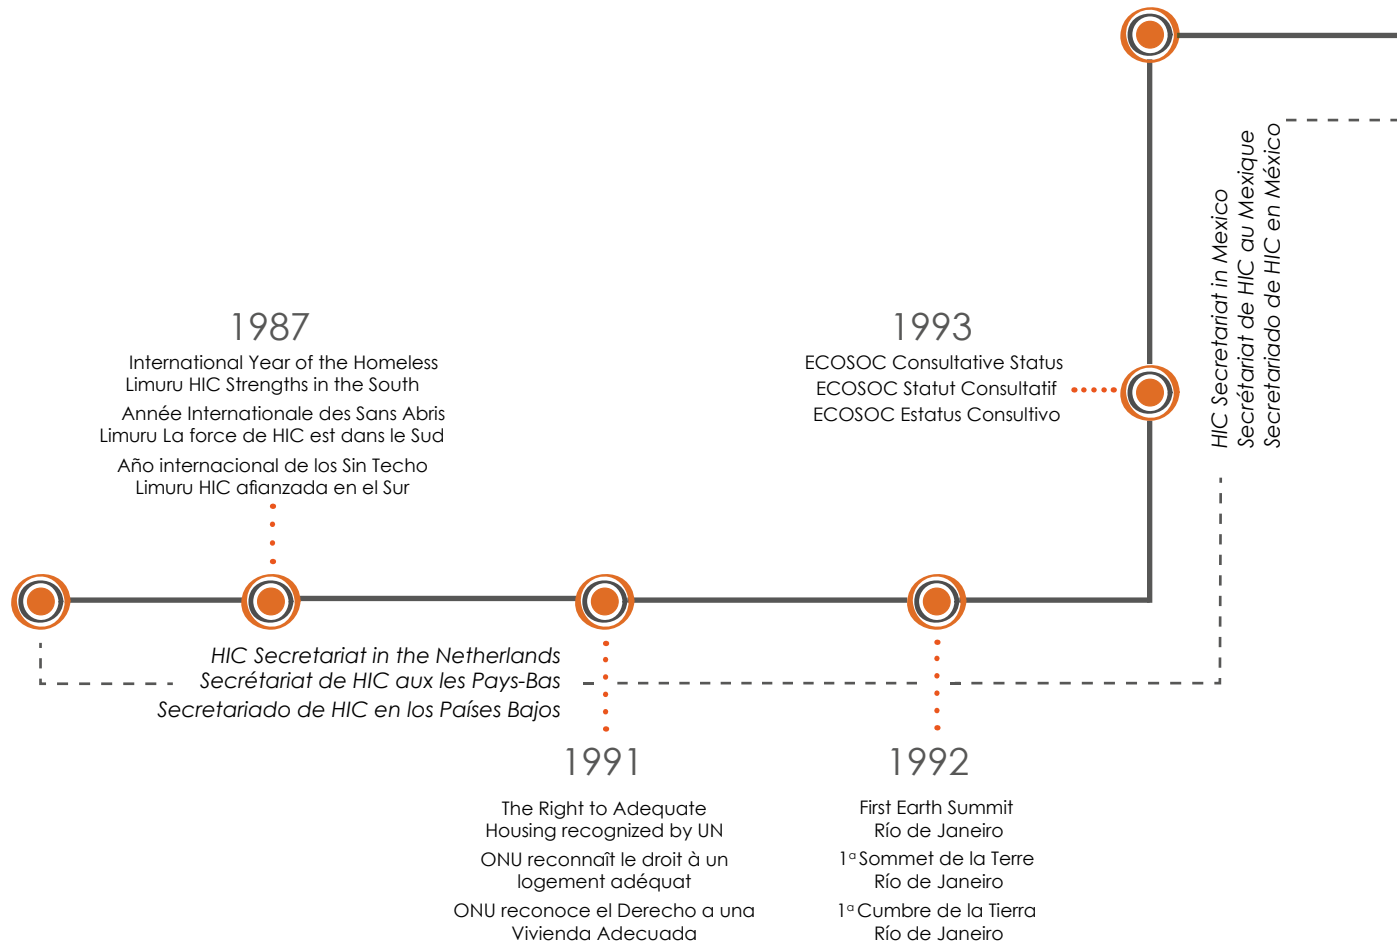 1987
International Year of the Homeless
Limuru HIC Strengths in the South
Année Internationale des Sans Abris
Limuru La force de HIC est dans le Sud
Año internacional de los Sin Techo
Limuru HIC afianzada en el Sur
1993
ECOSOC Consultative Status
ECOSOC Statut Consultatif
ECOSOC Estatus Consultivo
HIC Secretariat in Mexico
Secrétariat de HIC au Mexique
Secretariado de HIC en México
HIC Secretariat in the Netherlands
Secrétariat de HIC aux les Pays-Bas
Secretariado de HIC en los Países Bajos
1991
The Right to Adequate
Housing recognized by UN
ONU reconnaît le droit à un
logement adéquat
ONU reconoce el Derecho a una
Vivienda Adecuada
1992
First Earth Summit
Río de Janeiro
1ª Sommet de la Terre
Río de Janeiro
1ª Cumbre de la Tierra
Río de Janeiro